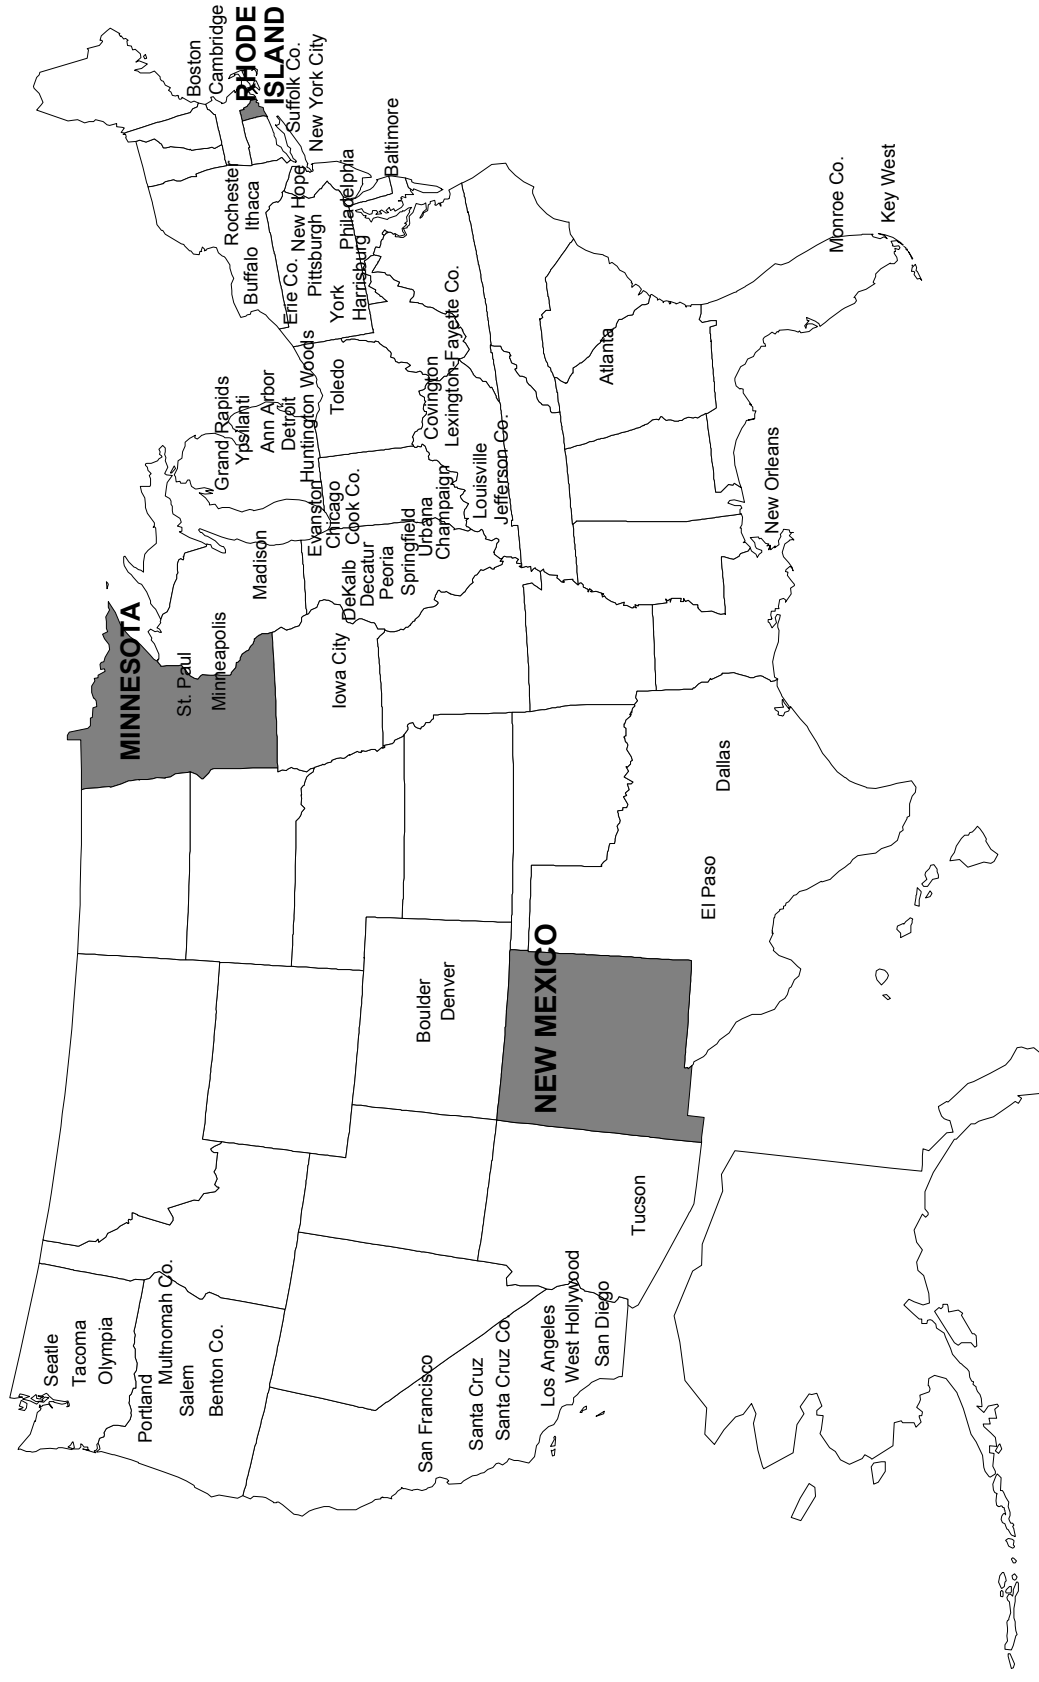 Seatle
Tacoma
Olympia
Portland
Multnomah Co.
Salem
Benton Co.
San Francisco
Santa Cruz
Santa Cruz Co.
Los Angeles
West Hollywood
San Diego
Tucson
Boulder
Denver
NEW MEXICO
El Paso
Dallas
MINNESOTA
St. Paul
Minneapolis
Iowa City
Madison
Evanston
Chicago
Cook Co.
DeKalb
Decatur
Peoria
Springfield
Urbana
Champaign
Grand Rapids
Ypsilanti
Ann Arbor
Detroit
Huntington Woods
Toledo
Covington
Lexington-Fayette Co.
Louisville
Jefferson Co.
New Orleans
Atlanta
Monroe Co.
Key West
Rochester
Ithaca
Buffalo
Erie Co.
New Hope
Pittsburgh
Philadelphia
York
Harrisburg
Baltimore
Boston
Cambridge
RHODE
ISLAND
Suffolk Co.
New York City